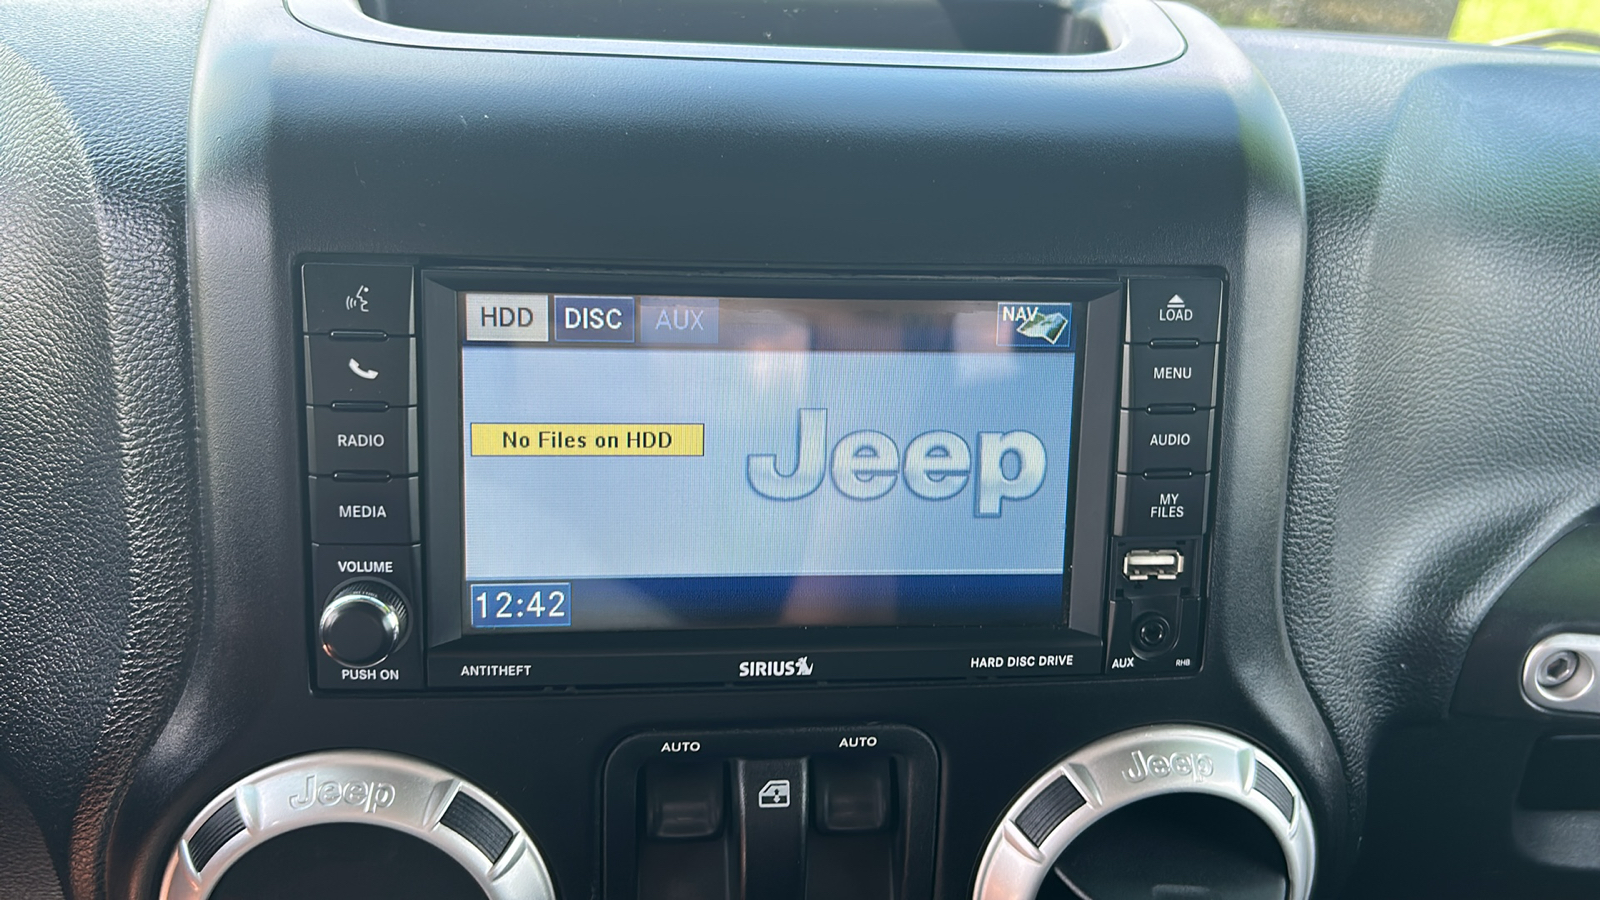 HDD DISC AUX NAV
LOAD
MENU
RADIO
No Files on HDD
Jeep
AUDIO
MEDIA
MY
FILES
VOLUME
12:42
PUSH ON
ANTITHEFT
SIRIUS
HARD DISC DRIVE
AUX
RHB
AUTO
AUTO
Jeep
Jeep